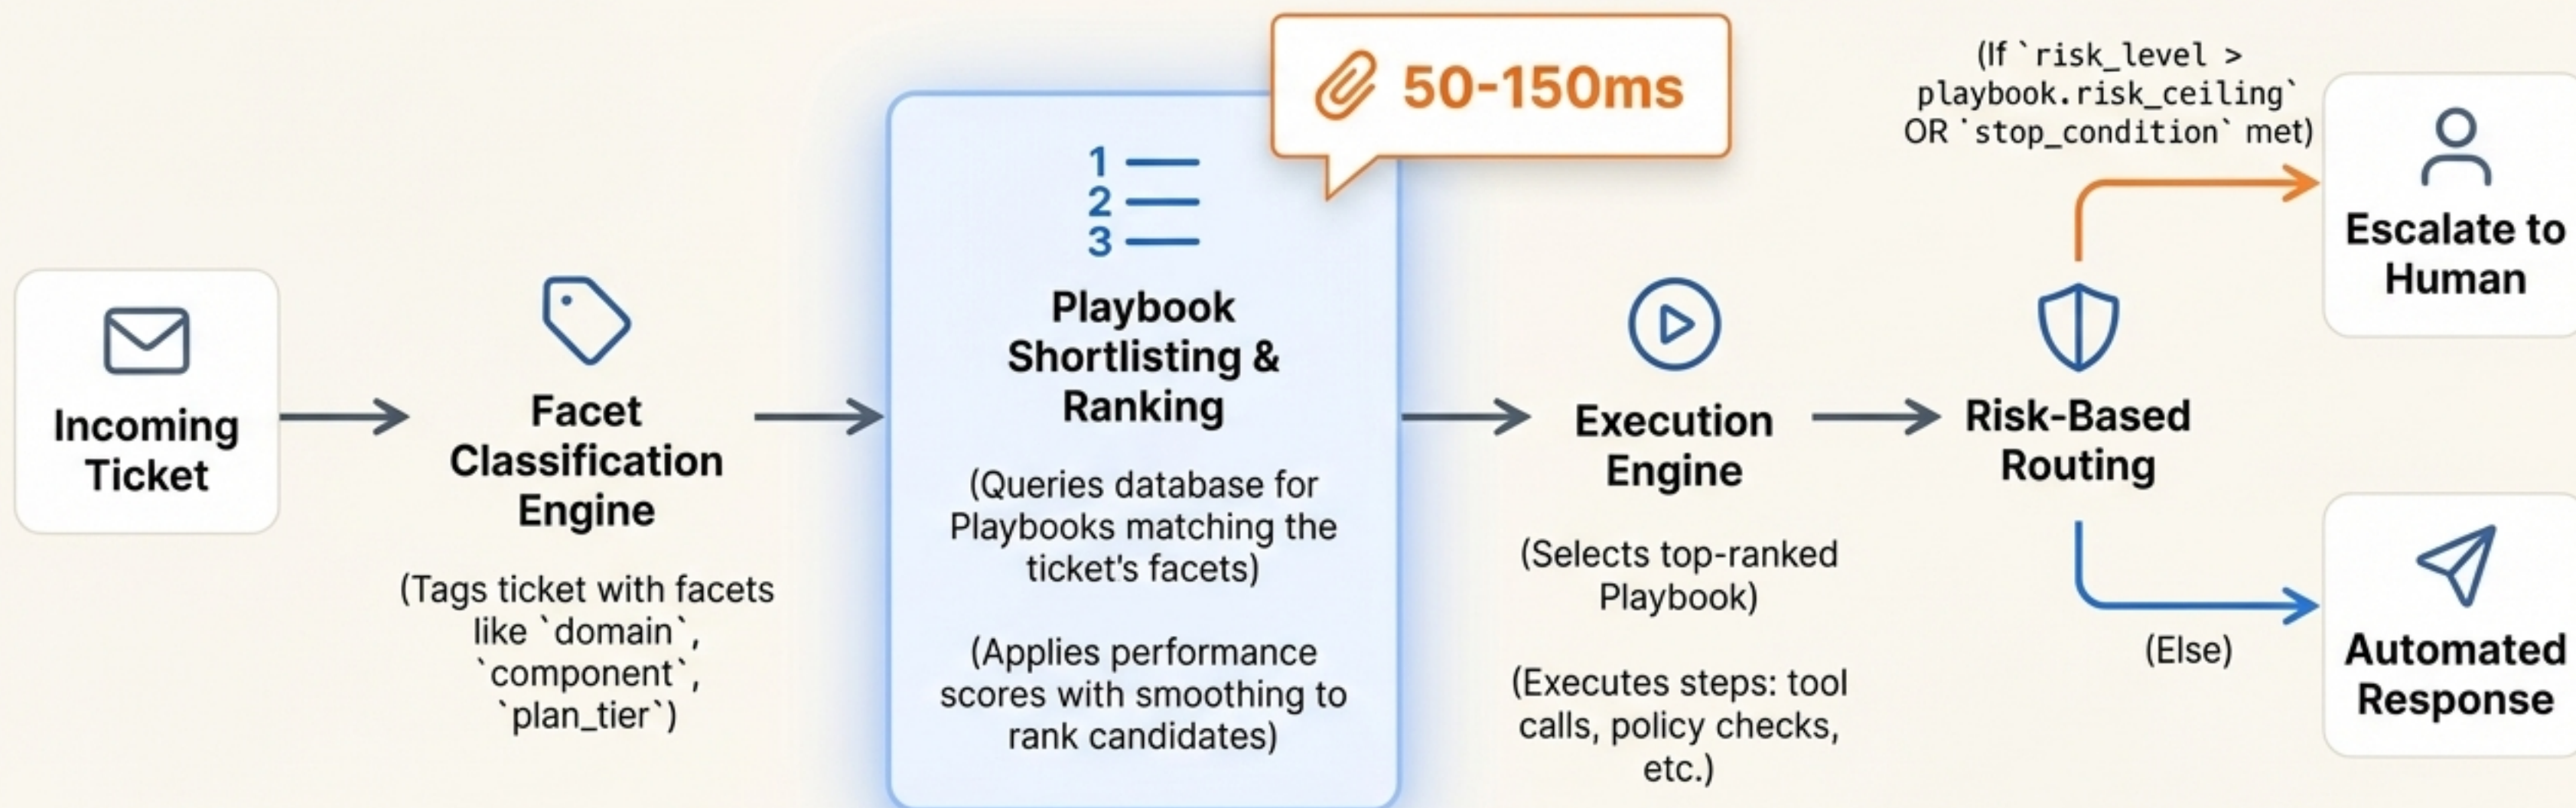 Incoming
Ticket
Facet
Classification
Engine
(Tags ticket with facets
like `domain`,
`component`,
`plan_tier`)
50-150ms
1
2
3
Playbook
Shortlisting &
Ranking
(Queries database for
Playbooks matching the
ticket's facets)
(Applies performance
scores with smoothing to
rank candidates)
Execution
Engine
(Selects top-ranked
Playbook)
(Executes steps: tool
calls, policy checks,
etc.)
Risk-Based
Routing
(If `risk_level >
playbook.risk_ceiling`
OR `stop_condition` met)
Escalate to
Human
(Else)
Automated
Response